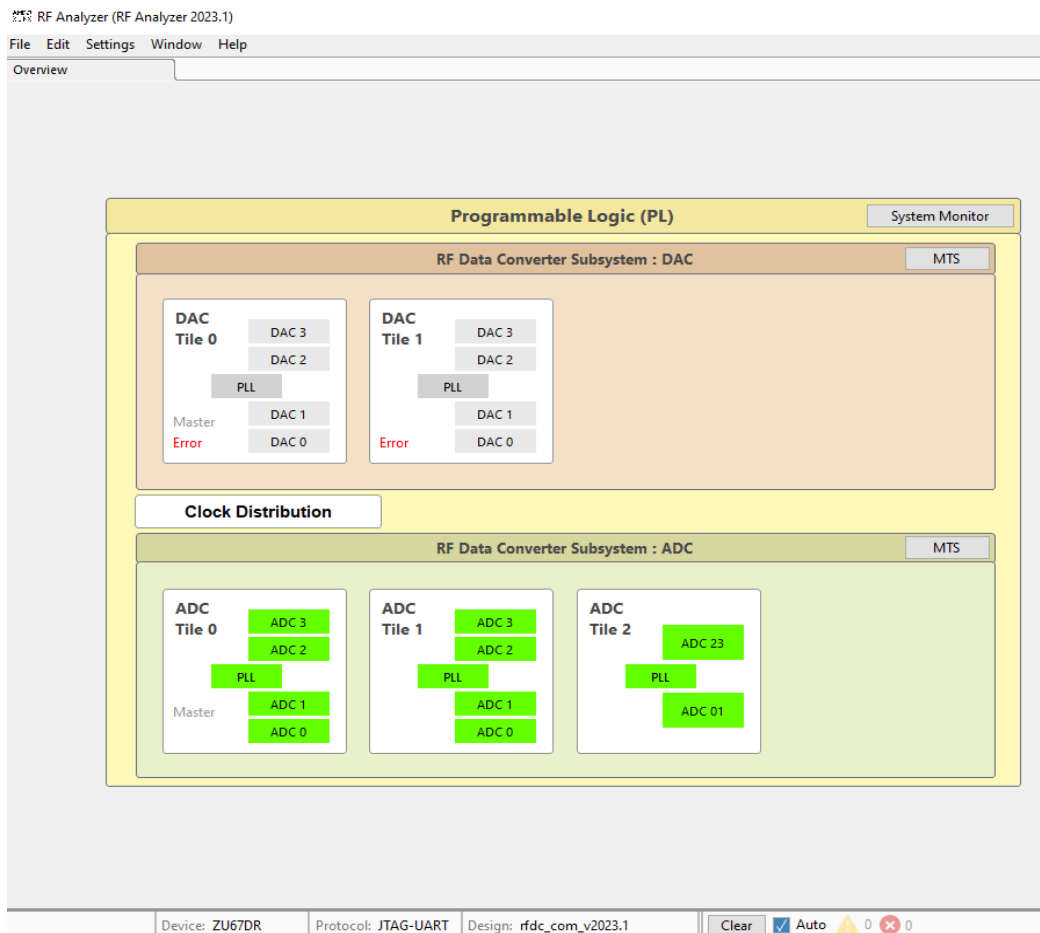 RF Analyzer (RF Analyzer 2023.1)
File Edit Settings Window Help
Overview
Programmable Logic (PL)
System Monitor
RF Data Converter Subsystem : DAC
MTS
DAC
Tile 0
DAC 3
DAC 2
PLL
DAC 1
Master
Error
DAC 0
DAC
Tile 1
DAC 3
DAC 2
PLL
DAC 1
Error
DAC 0
Clock Distribution
RF Data Converter Subsystem : ADC
MTS
ADC
Tile 0
ADC 3
ADC 2
PLL
ADC 1
Master
ADC 0
ADC
Tile 1
ADC 3
ADC 2
PLL
ADC 1
ADC 0
ADC
Tile 2
ADC 23
PLL
ADC 01
Device: ZU67DR Protocol: JTAG-UART Design: rfdc_com_v2023.1 Clear Auto 0 0